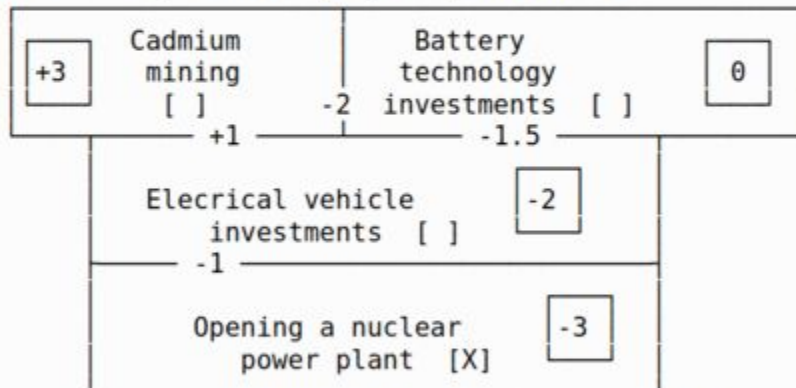 Cadmium Battery
+3 mining technology 0
[ ] -2 investments [ ]
+1 -1.5
Elecrical vehicle -2
investments [ ]
-1
Opening a nuclear -3
power plant [X]